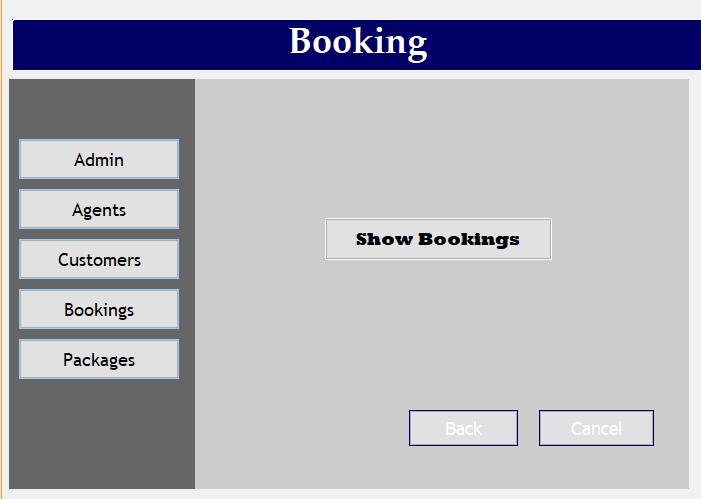 Booking
Admin
Agents
Customers
Bookings
Packages
Show Bookings
Back
Cancel